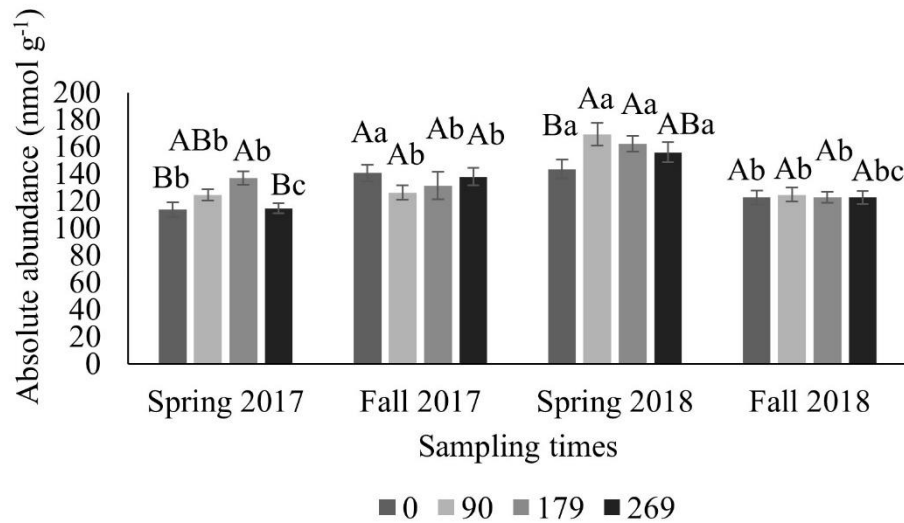 Absolute abundance (nmol g-1)
200
180
160
140
120
100
80
60
40
20
0
Bb ABb Ab Bc
Aa Ab Ab Ab
Ba Aa Aa ABa
Ab Ab Ab Abc
Spring 2017 Fall 2017 Spring 2018 Fall 2018
Sampling times
0 90 179 269